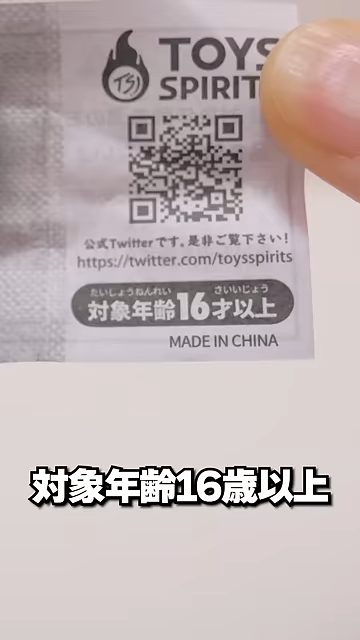 TOYS
SPIRITS
TSJ
公式Twitterです。是非ご覧下さい!
https://twitter.com/toysspirits
たいしょうねんれい さいいじょう
対象年齢16才以上
MADE IN CHINA
対象年齢16歳以上